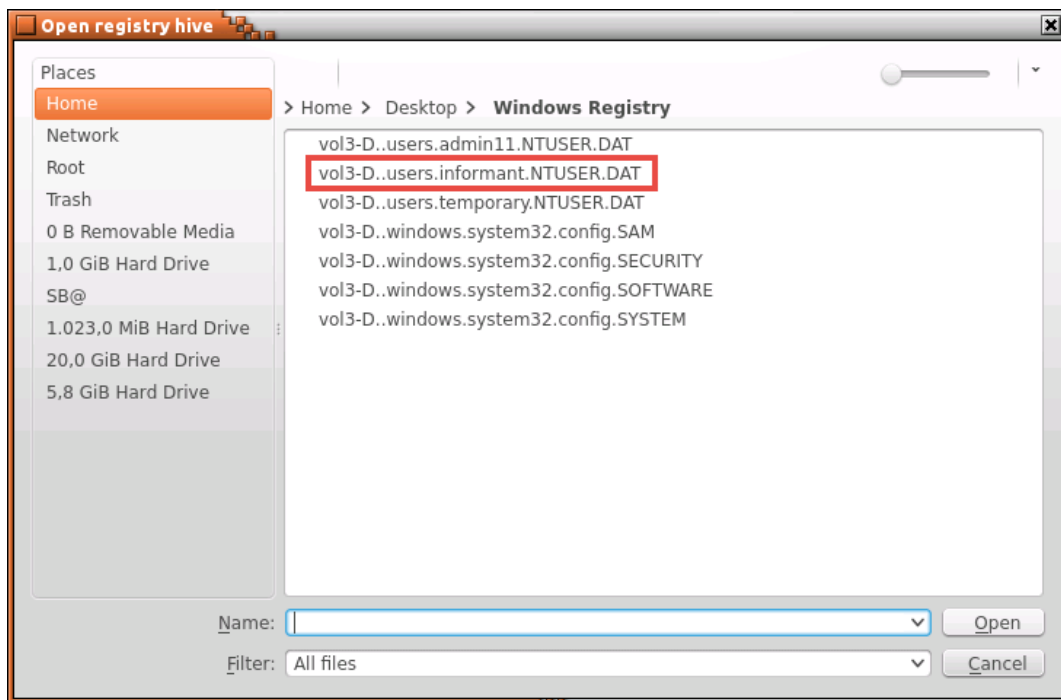 Open registry hive
Places
Home
Network
Root
Trash
0 B Removable Media
1,0 GiB Hard Drive
SB@
1.023,0 MiB Hard Drive
20,0 GiB Hard Drive
5,8 GiB Hard Drive
> Home > Desktop > Windows Registry
vol3-D..users.admin11.NTUSER.DAT
vol3-D..users.informant.NTUSER.DAT
vol3-D..users.temporary.NTUSER.DAT
vol3-D..windows.system32.config.SAM
vol3-D..windows.system32.config.SECURITY
vol3-D..windows.system32.config.SOFTWARE
vol3-D..windows.system32.config.SYSTEM
Name:
Open
Filter: All files
Cancel